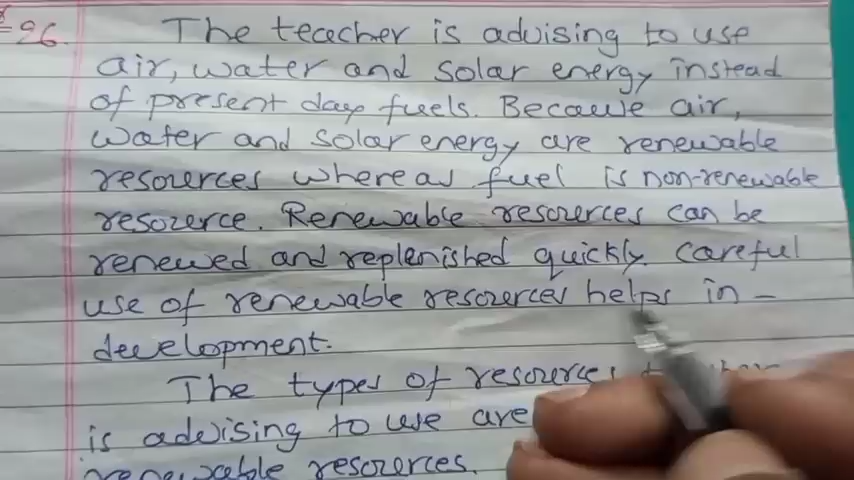 96. The teacher is advising to use
air, water and solar energy instead
of present day fuels. Because air,
water and solar energy are renewable
resources whereas fuel is non-renewable
resource. Renewable resources can be
renewed and replenished quickly. Careful
use of renewable resources helps in -
development.
The types of resources
is advising to use are
renewable resources.